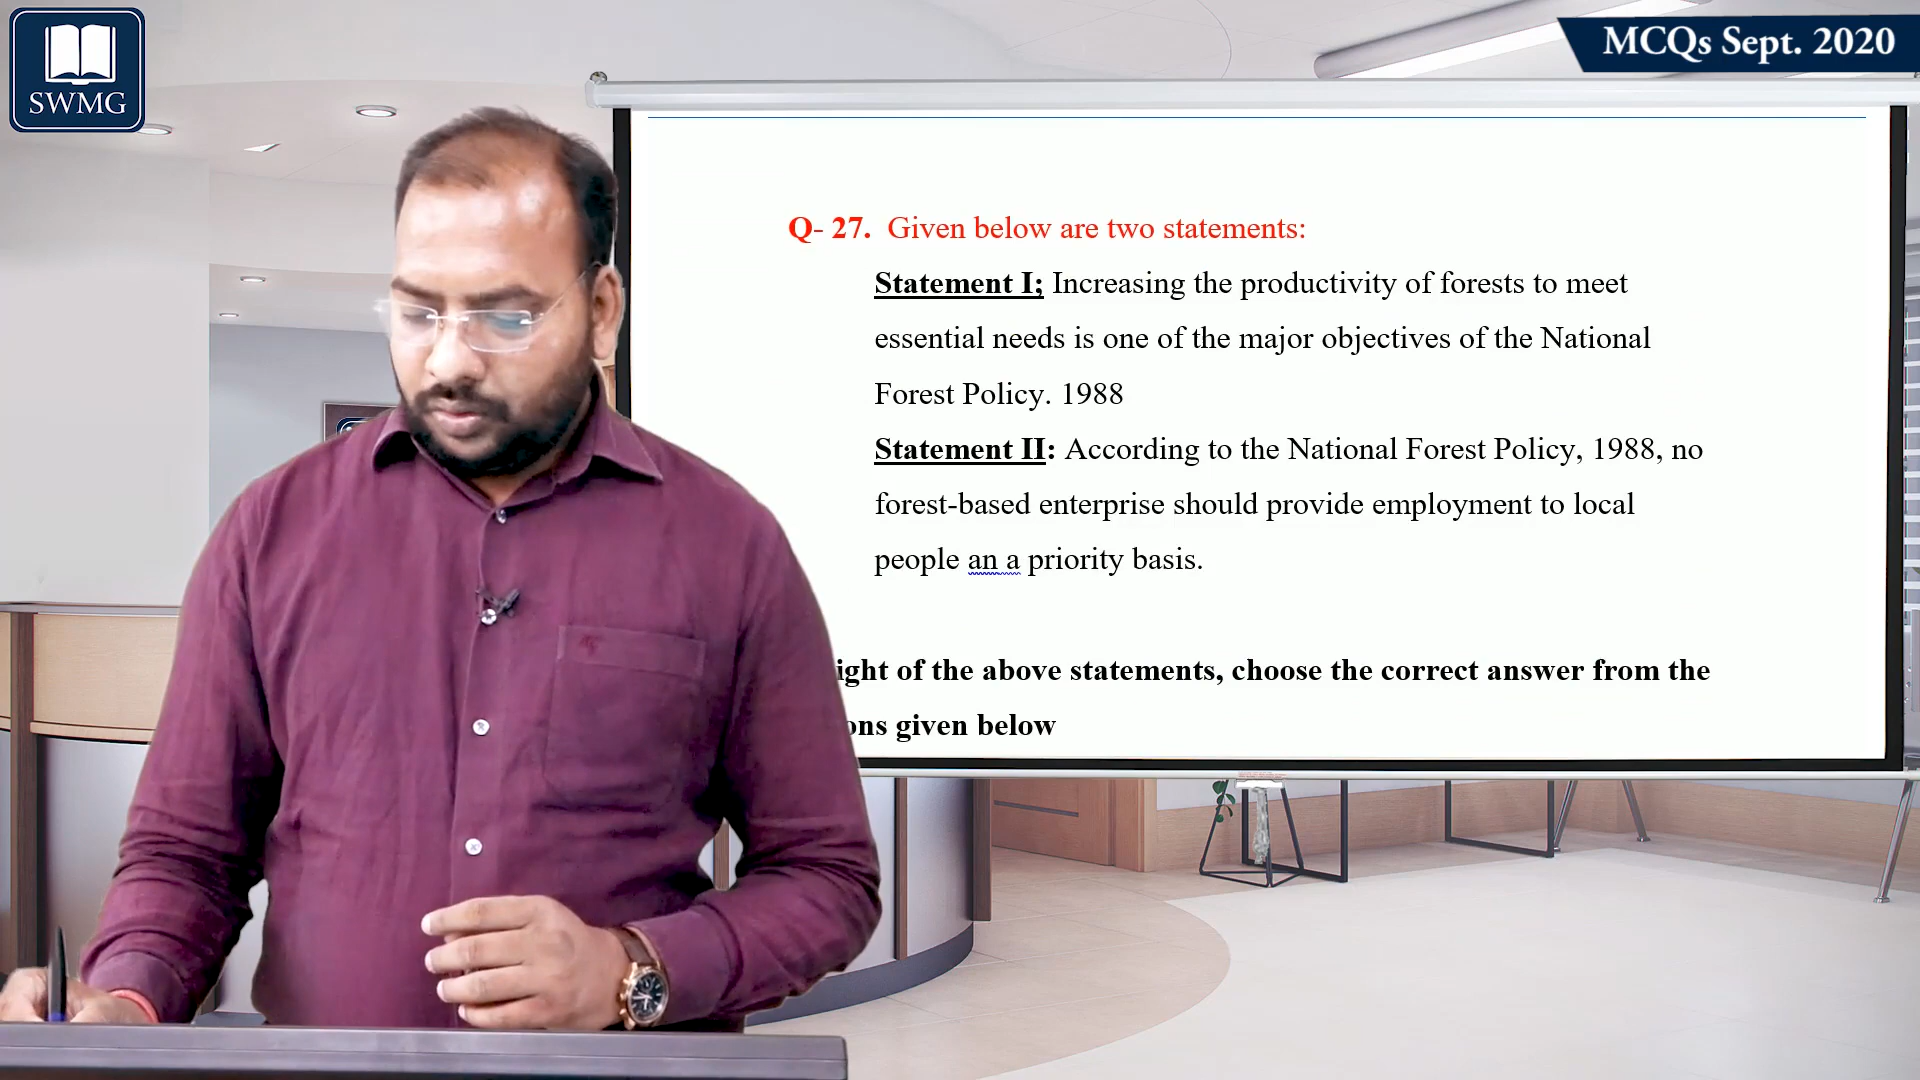 SWMG
MCQs Sept. 2020
Q- 27. Given below are two statements:
Statement I; Increasing the productivity of forests to meet
essential needs is one of the major objectives of the National
Forest Policy. 1988
Statement II: According to the National Forest Policy, 1988, no
forest-based enterprise should provide employment to local
people an a priority basis.
ight of the above statements, choose the correct answer from the
ons given below